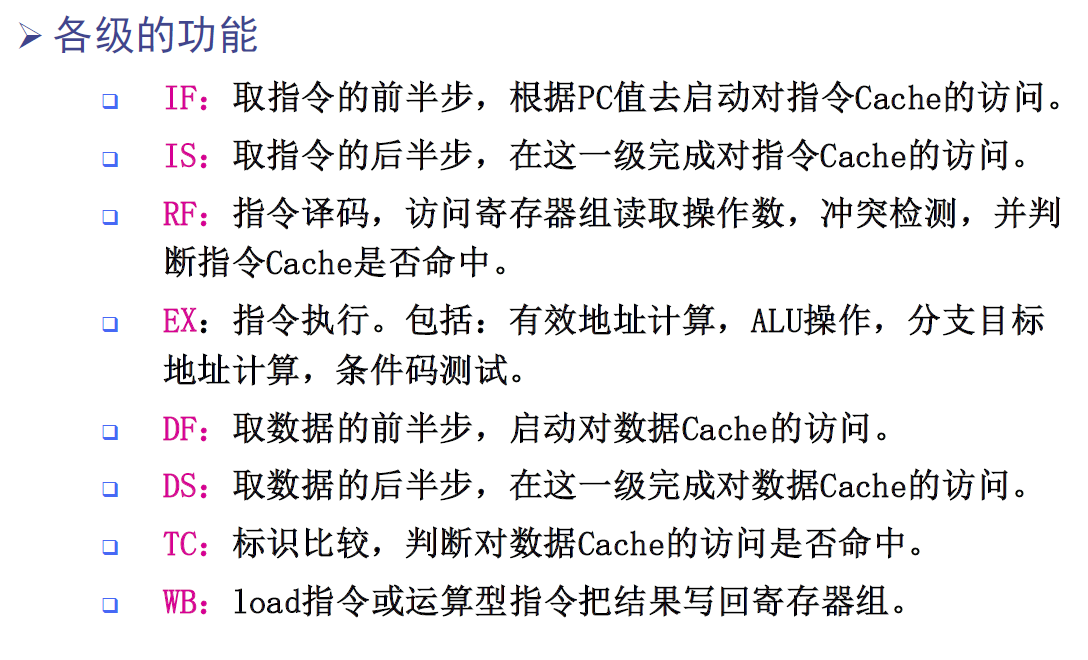 各级的功能
IF：取指令的前半步，根据PC值去启动对指令Cache的访问。
IS：取指令的后半步，在这一级完成对指令Cache的访问。
RF：指令译码，访问寄存器组读取操作数，冲突检测，并判
断指令Cache是否命中。
EX：指令执行。包括：有效地址计算，ALU操作，分支目标
地址计算，条件码测试。
DF：取数据的前半步，启动对数据Cache的访问。
DS：取数据的后半步，在这一级完成对数据Cache的访问。
TC：标识比较，判断对数据Cache的访问是否命中。
WB：load指令或运算型指令把结果写回寄存器组。